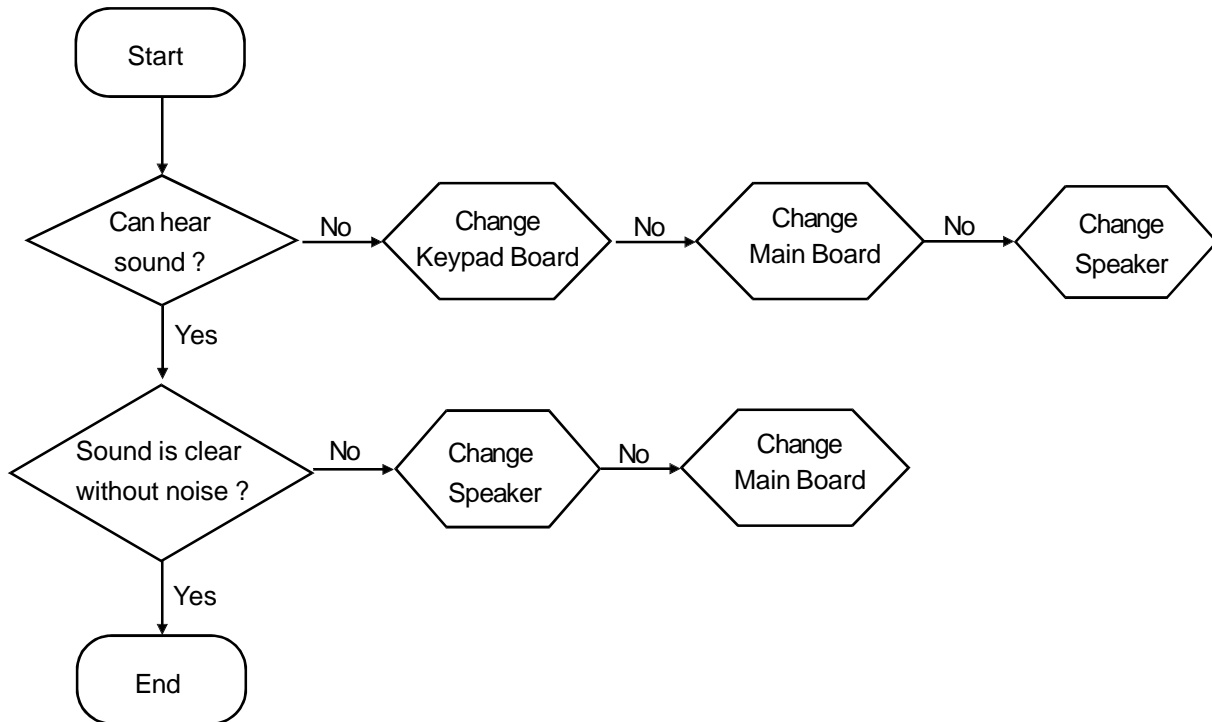 Start
Can hear
sound ?
No
Change
Keypad Board
No
Change
Main Board
No
Change
Speaker
Yes
Sound is clear
without noise ?
No
Change
Speaker
No
Change
Main Board
Yes
End